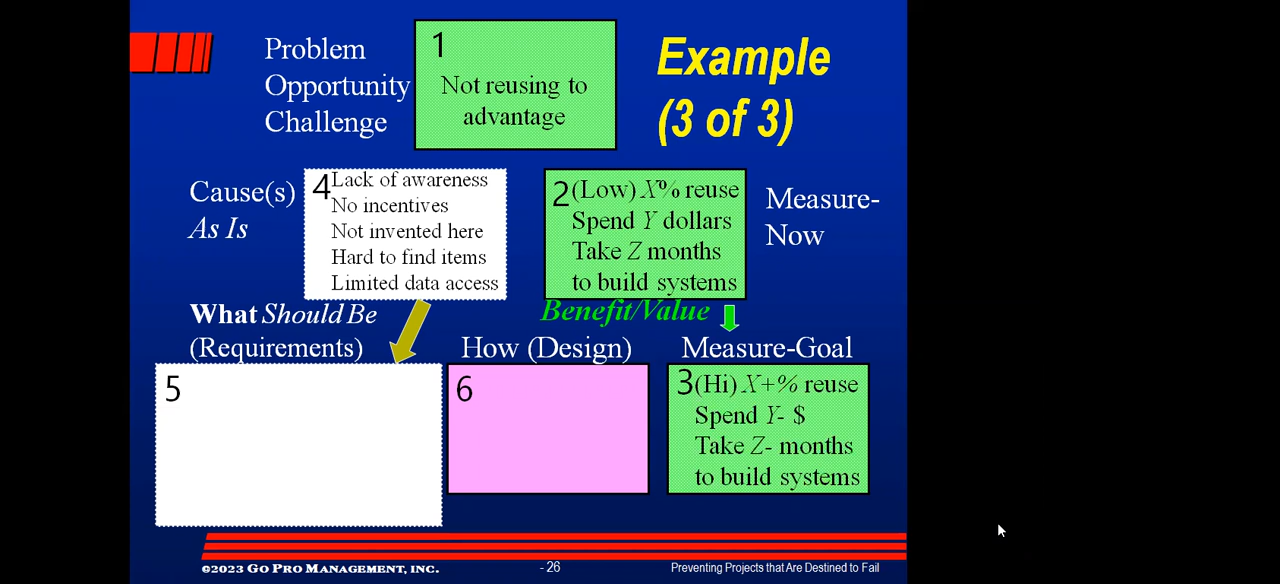 Problem
Opportunity
Challenge
1
Not reusing to
advantage
Example
(3 of 3)
Cause(s)
As Is
4
Lack of awareness
No incentives
Not invented here
Hard to find items
Limited data access
2
(Low) X% reuse
Spend Y dollars
Take Z months
to build systems
Measure-
Now
What Should Be
(Requirements)
Benefit/Value
How (Design)
Measure-Goal
5
6
3
(Hi) X+% reuse
Spend Y- $
Take Z- months
to build systems
©2023 GO PRO MANAGEMENT, INC.
- 26
Preventing Projects that Are Destined to Fail